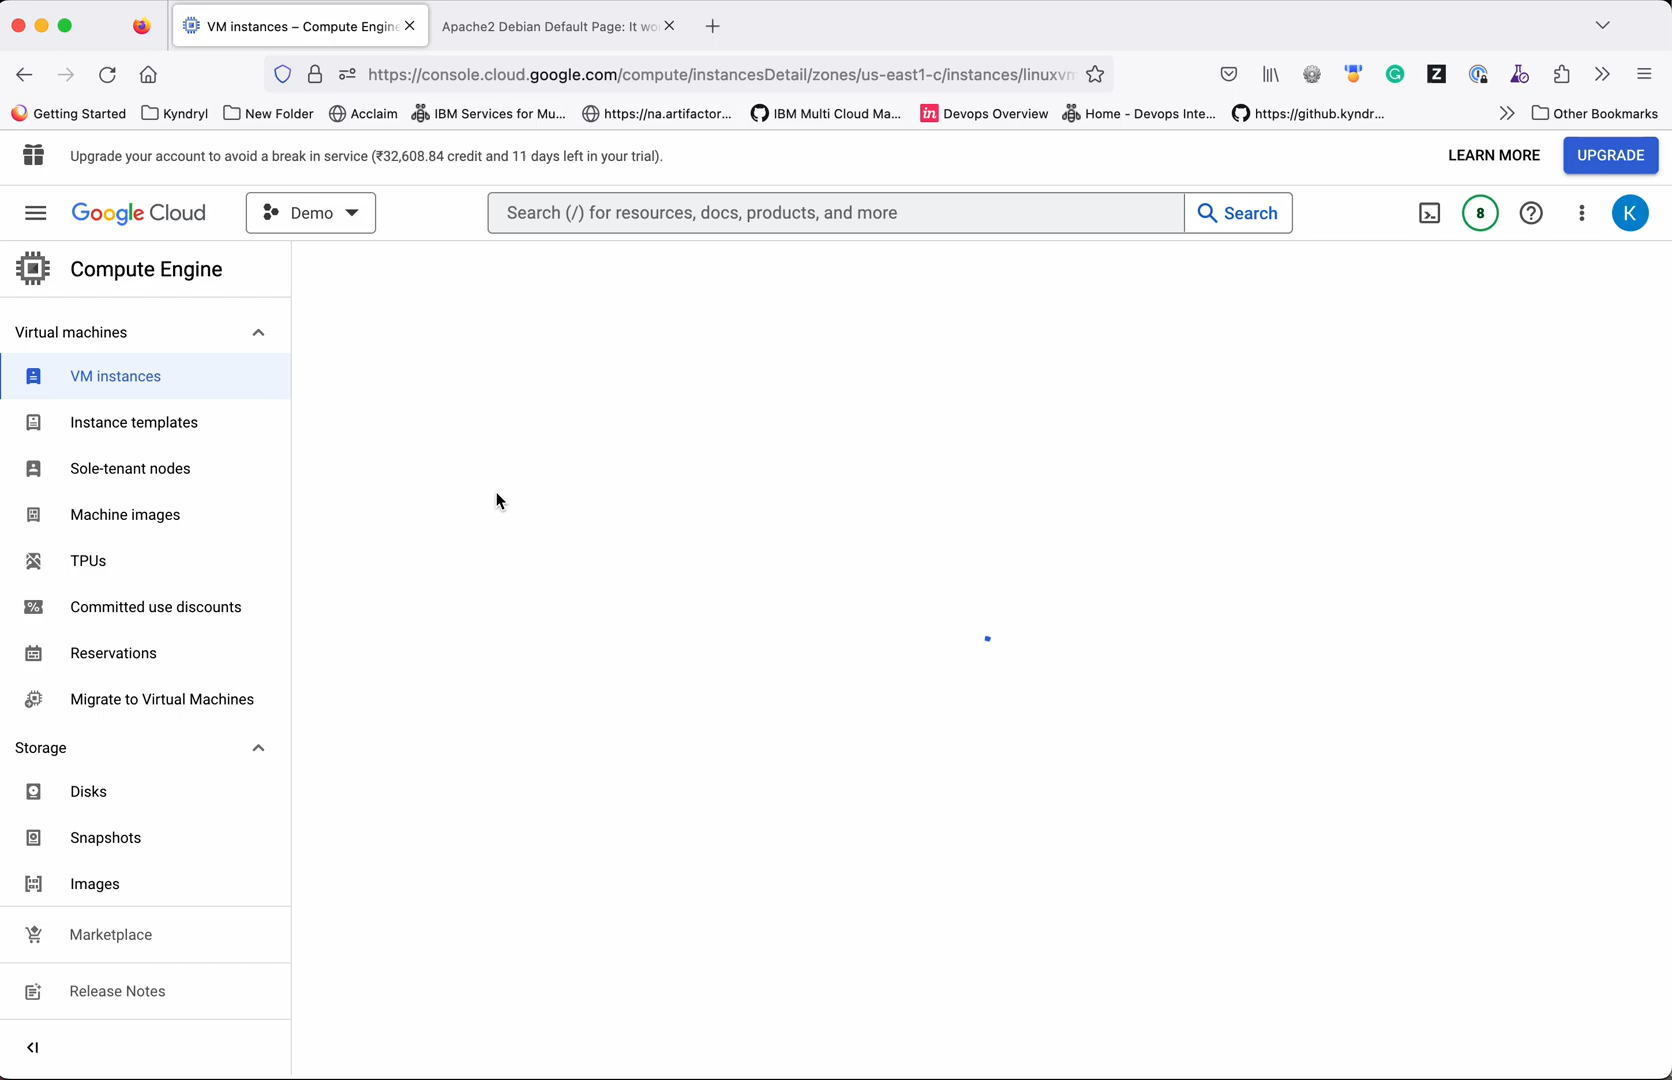 VM instances – Compute Engine
Apache2 Debian Default Page: It wo
https://console.cloud.google.com/compute/instancesDetail/zones/us-east1-c/instances/linuxvm
Getting Started
Kyndryl
New Folder
Acclaim
IBM Services for Mu...
https://na.artifactor...
IBM Multi Cloud Ma...
in
Devops Overview
Home - Devops Inte...
https://github.kyndr...
Other Bookmarks
Upgrade your account to avoid a break in service (₹32,608.84 credit and 11 days left in your trial).
LEARN MORE
UPGRADE
Google Cloud
Demo
Search (/) for resources, docs, products, and more
Search
8
K
Compute Engine
Virtual machines
VM instances
Instance templates
Sole-tenant nodes
Machine images
TPUs
Committed use discounts
Reservations
Migrate to Virtual Machines
Storage
Disks
Snapshots
Images
Marketplace
Release Notes